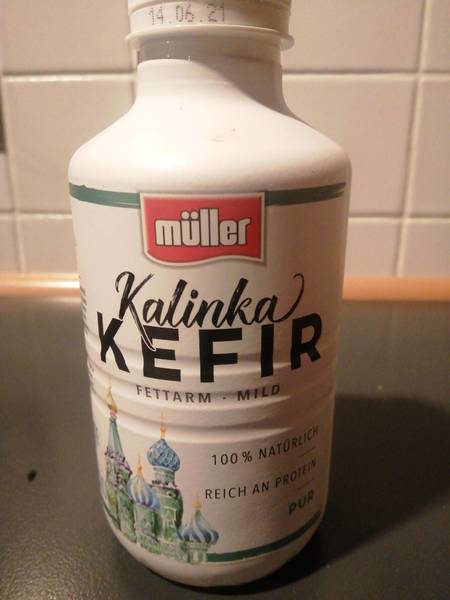 14.06.21
müller
Kalinka
KEFIR
FETTARM · MILD
100% NATÜRLICH
REICH AN PROTEIN
PUR